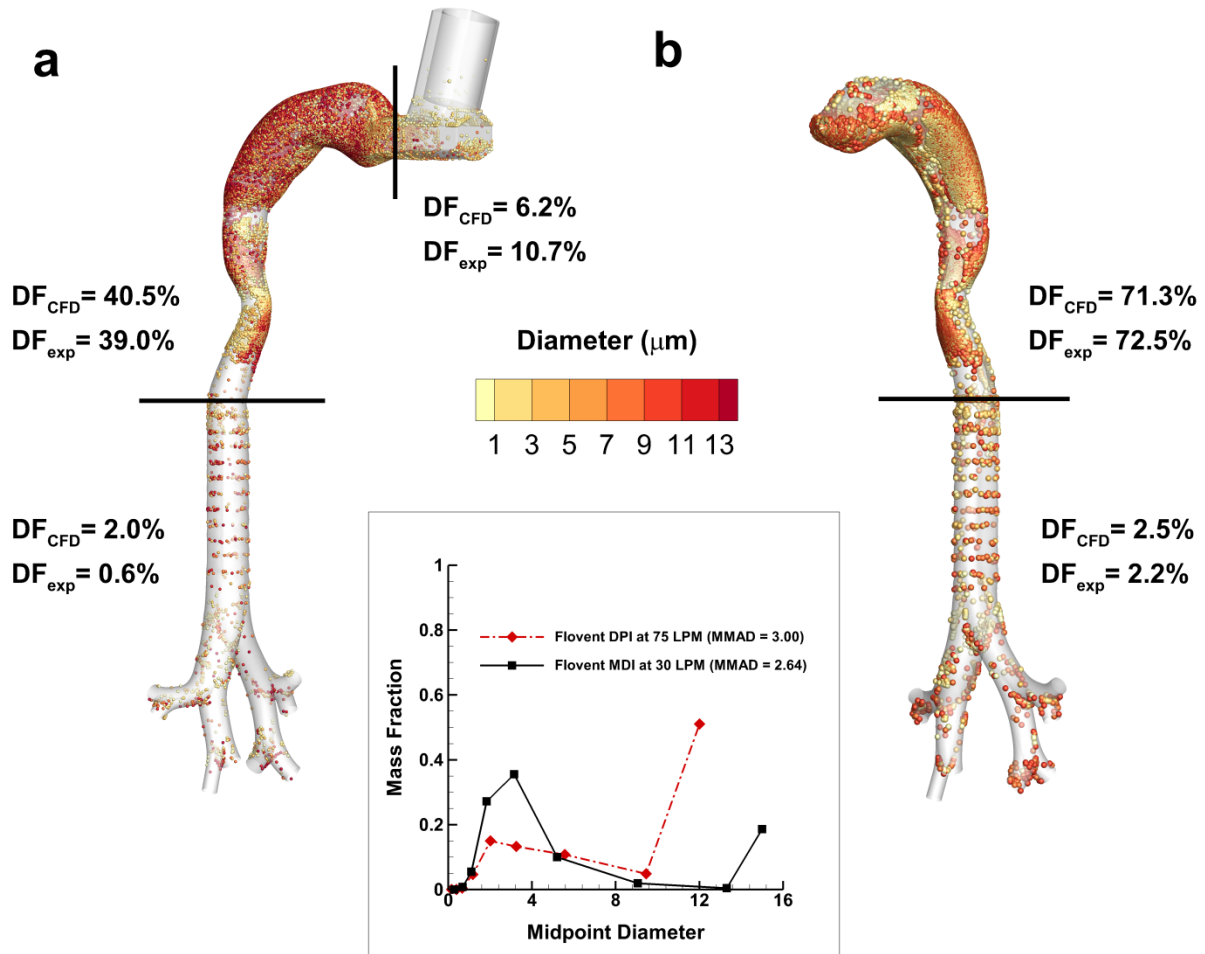 a
b
DF_CFD = 6.2%
DF_exp = 10.7%
DF_CFD = 40.5%
DF_exp = 39.0%
DF_CFD = 71.3%
DF_exp = 72.5%
Diameter (μm)
1 3 5 7 9 11 13
DF_CFD = 2.0%
DF_exp = 0.6%
DF_CFD = 2.5%
DF_exp = 2.2%
1
0.8
0.6
0.4
0.2
0
Mass Fraction
Flovent DPI at 75 LPM (MMAD = 3.00)
Flovent MDI at 30 LPM (MMAD = 2.64)
0 4 8 12 16
Midpoint Diameter